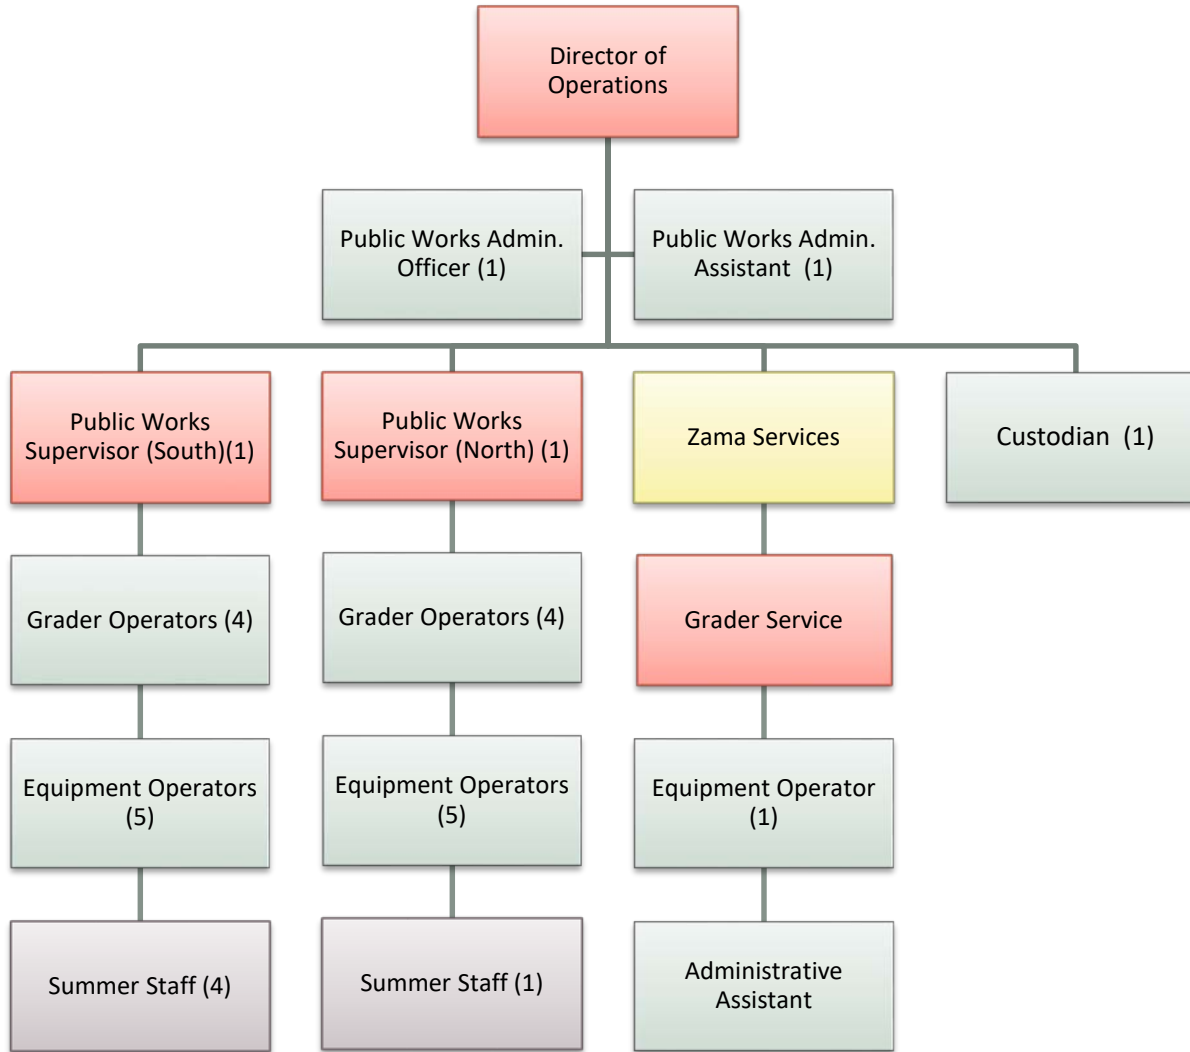 Director of
Operations
Public Works Admin.
Officer (1)
Public Works Admin.
Assistant  (1)
Public Works
Supervisor (South)(1)
Public Works
Supervisor (North) (1)
Zama Services
Custodian  (1)
Grader Operators (4)
Grader Operators (4)
Grader Service
Equipment Operators
(5)
Equipment Operators
(5)
Equipment Operator
(1)
Summer Staff (4)
Summer Staff (1)
Administrative
Assistant